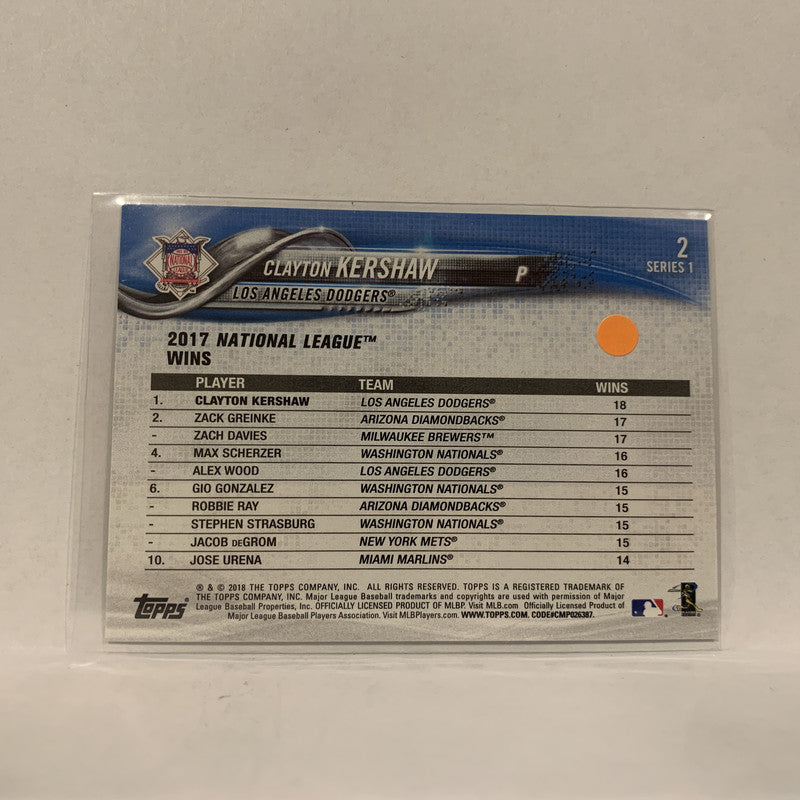 2
SERIES 1
NATIONAL LEAGUE
CLAYTON KERSHAW P
LOS ANGELES DODGERS®
2017 NATIONAL LEAGUE™
WINS
PLAYER TEAM WINS
1. CLAYTON KERSHAW LOS ANGELES DODGERS® 18
2. ZACK GREINKE ARIZONA DIAMONDBACKS® 17
- ZACH DAVIES MILWAUKEE BREWERS™ 17
4. MAX SCHERZER WASHINGTON NATIONALS® 16
- ALEX WOOD LOS ANGELES DODGERS® 16
6. GIO GONZALEZ WASHINGTON NATIONALS® 15
- ROBBIE RAY ARIZONA DIAMONDBACKS® 15
- STEPHEN STRASBURG WASHINGTON NATIONALS® 15
- JACOB DEGROM NEW YORK METS® 15
10. JOSE URENA MIAMI MARLINS® 14
® & © 2018 THE TOPPS COMPANY, INC. ALL RIGHTS RESERVED. TOPPS IS A REGISTERED TRADEMARK OF
THE TOPPS COMPANY, INC. Major League Baseball trademarks and copyrights are used with permission of Major
League Baseball Properties, Inc. OFFICIALLY LICENSED PRODUCT OF MLBP. Visit MLB.com Officially Licensed Product of
Major League Baseball Players Association. Visit MLBPlayers.com. WWW.TOPPS.COM. CODE#CMP026387.
Topps®